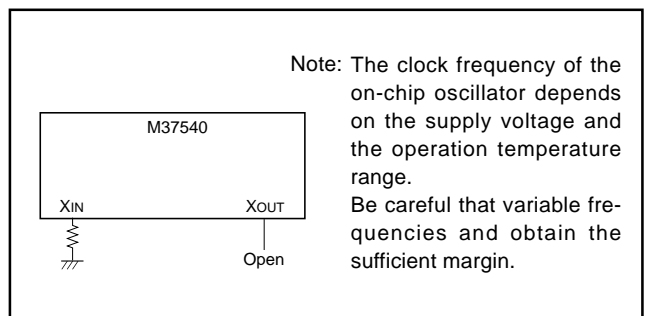 Note: The clock frequency of the
on-chip oscillator depends
on the supply voltage and
the operation temperature
range.
Be careful that variable fre-
quencies and obtain the
sufficient margin.
M37540
XIN
XOUT
Open